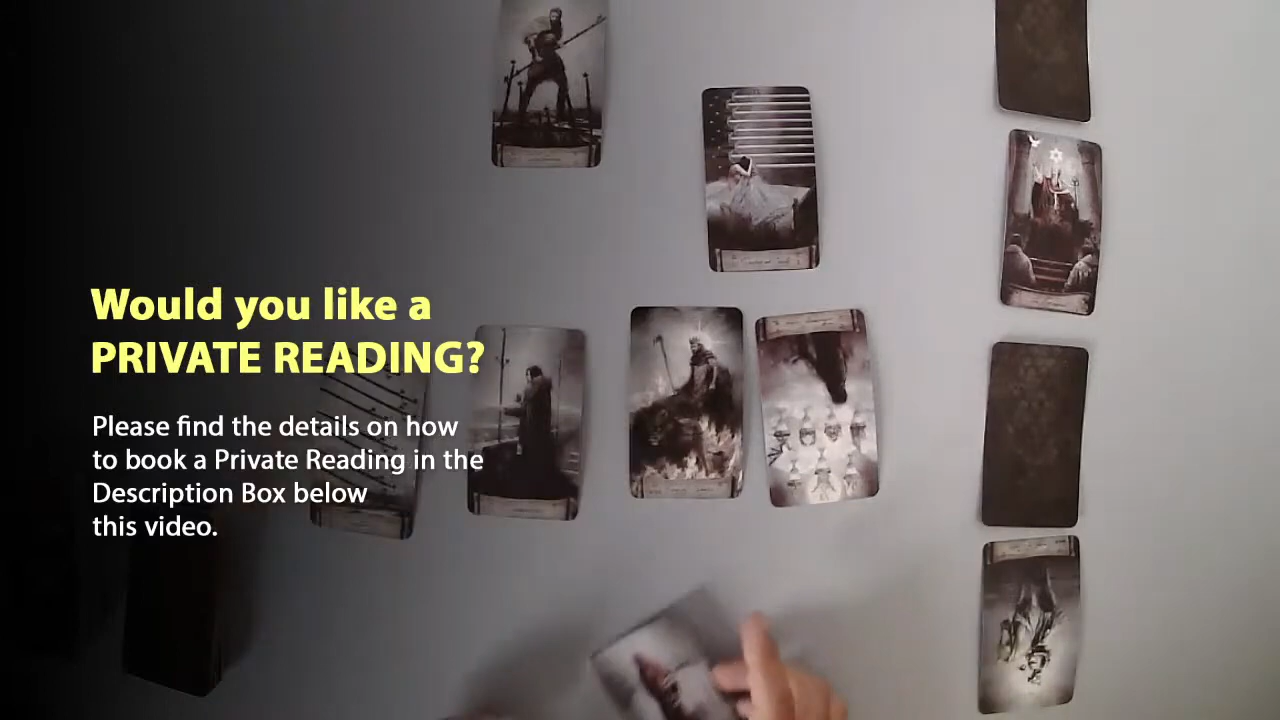 Would you like a
PRIVATE READING?
Please find the details on how
to book a Private Reading in the
Description Box below
this video.